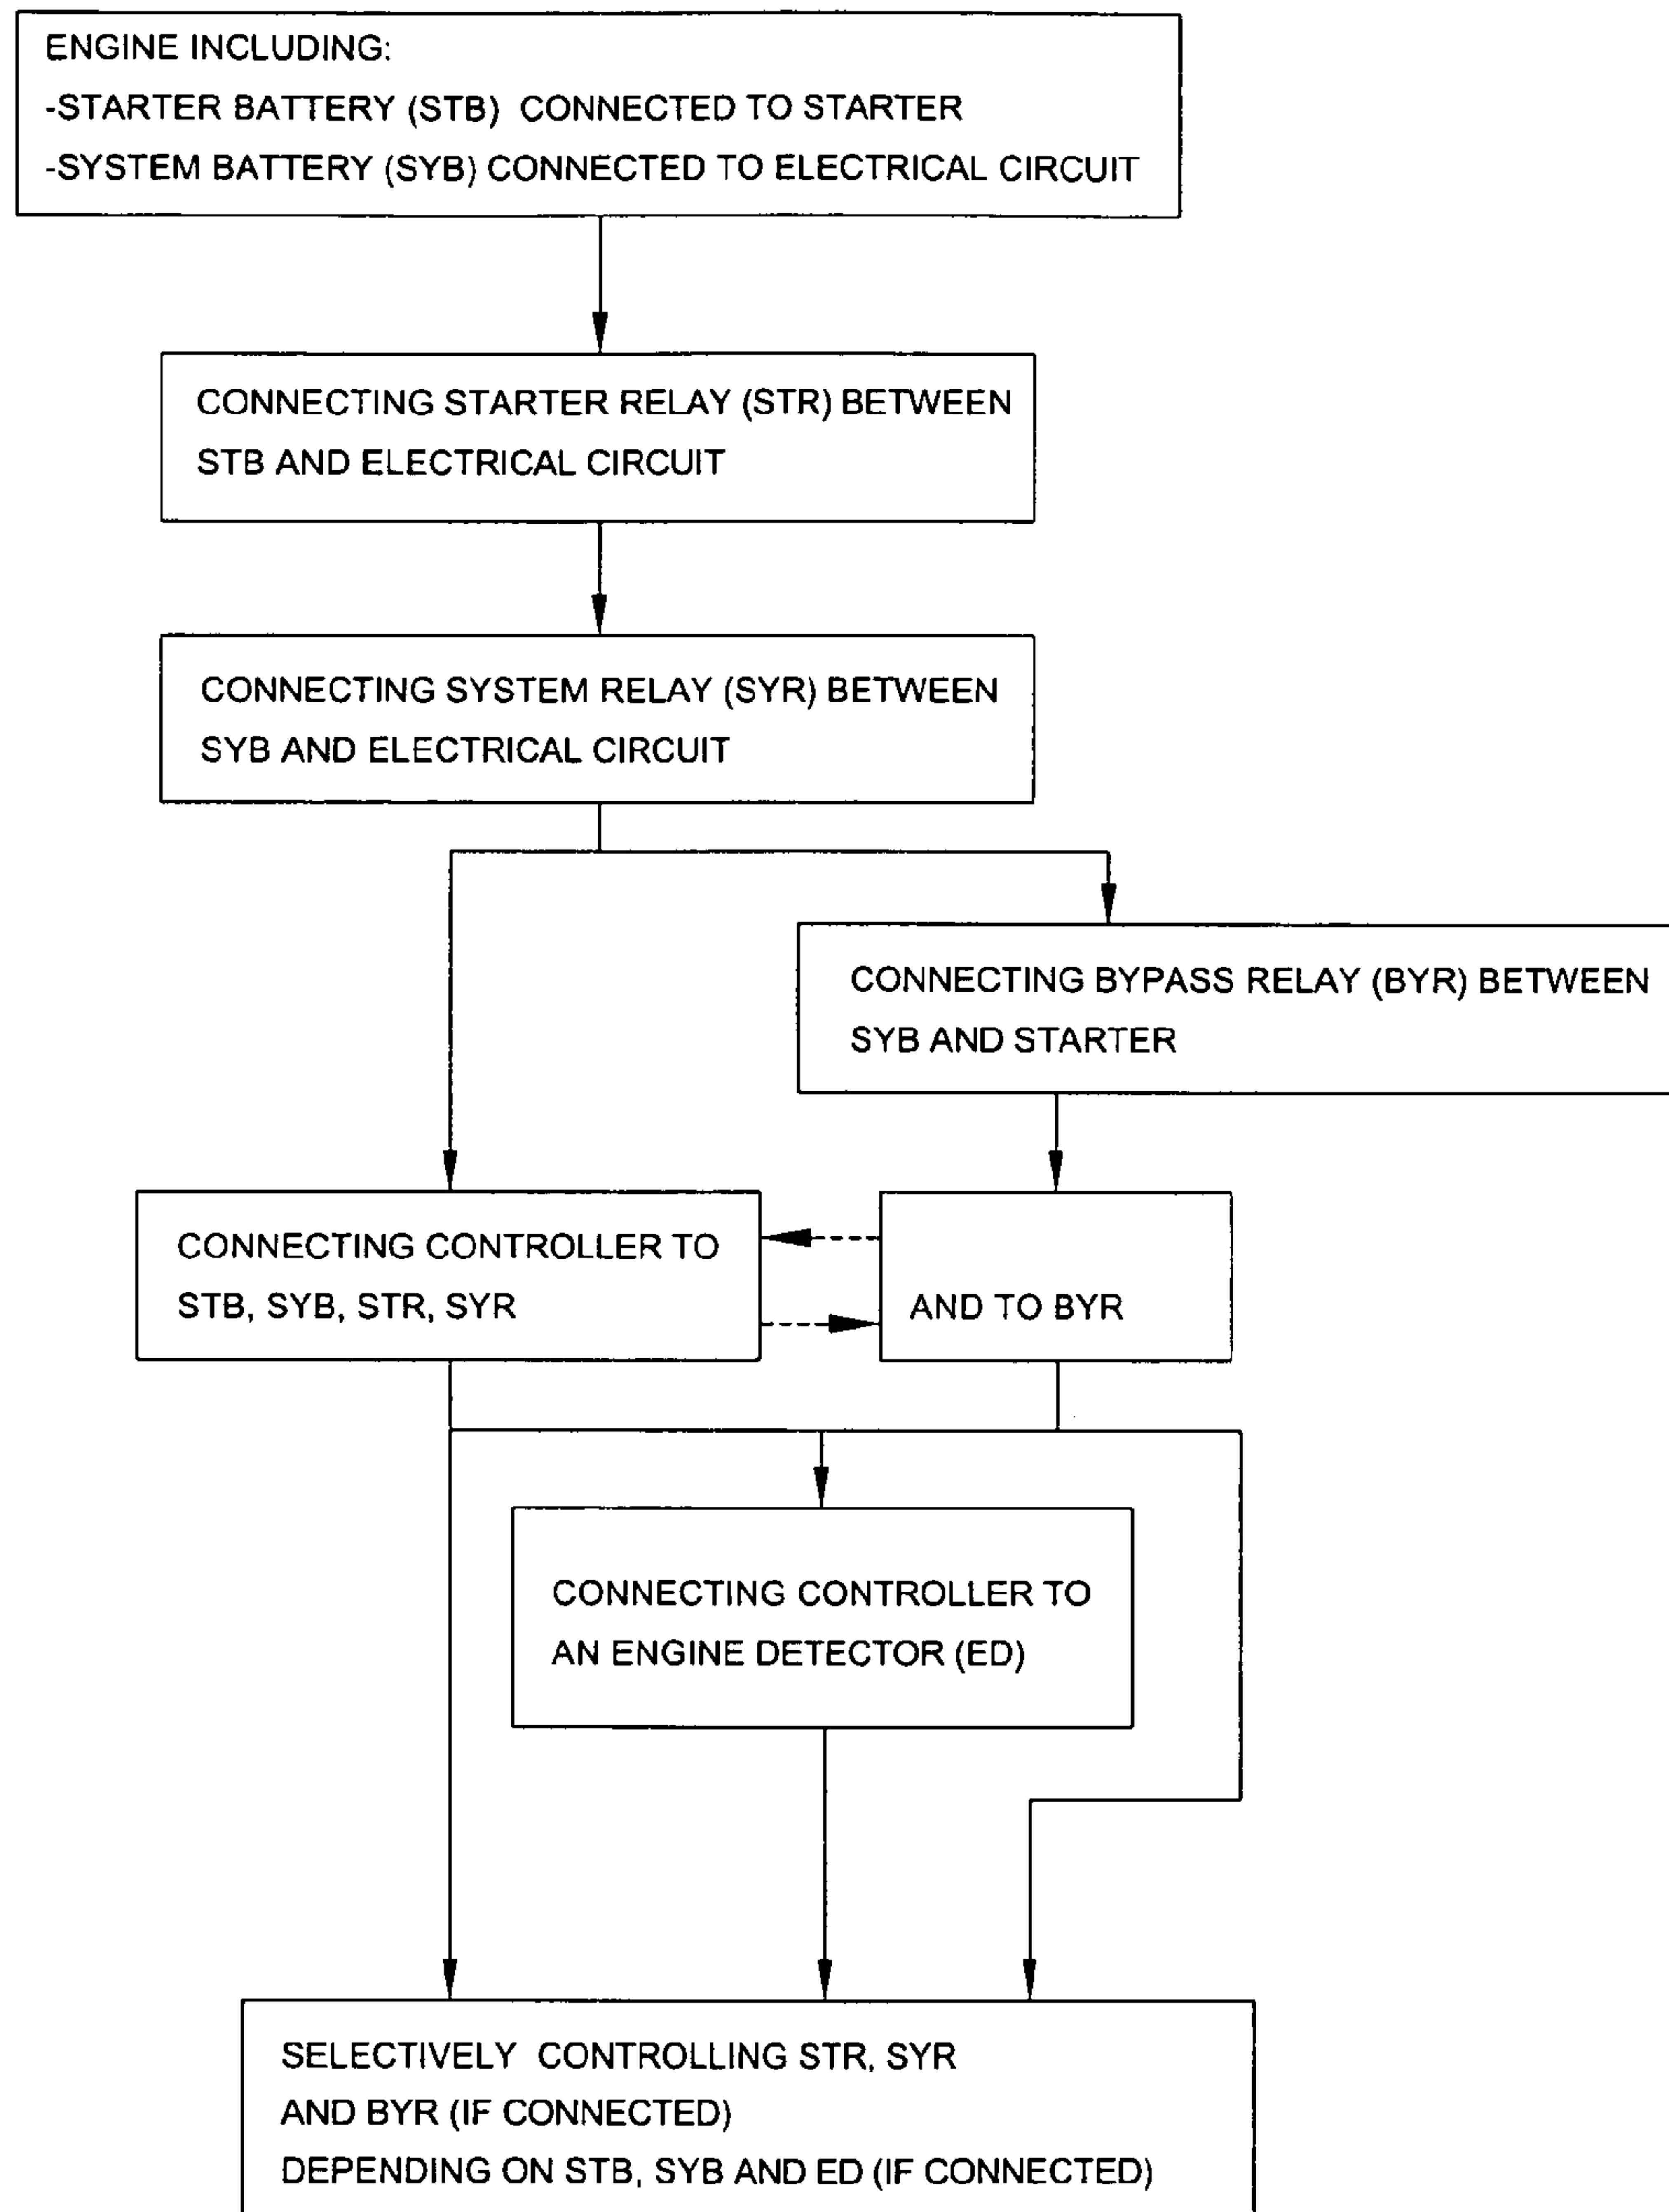 ENGINE INCLUDING:
-STARTER BATTERY (STB) CONNECTED TO STARTER
-SYSTEM BATTERY (SYB) CONNECTED TO ELECTRICAL CIRCUIT
CONNECTING STARTER RELAY (STR) BETWEEN
STB AND ELECTRICAL CIRCUIT
CONNECTING SYSTEM RELAY (SYR) BETWEEN
SYB AND ELECTRICAL CIRCUIT
CONNECTING BYPASS RELAY (BYR) BETWEEN
SYB AND STARTER
CONNECTING CONTROLLER TO
STB, SYB, STR, SYR
AND TO BYR
CONNECTING CONTROLLER TO
AN ENGINE DETECTOR (ED)
SELECTIVELY CONTROLLING STR, SYR
AND BYR (IF CONNECTED)
DEPENDING ON STB, SYB AND ED (IF CONNECTED)